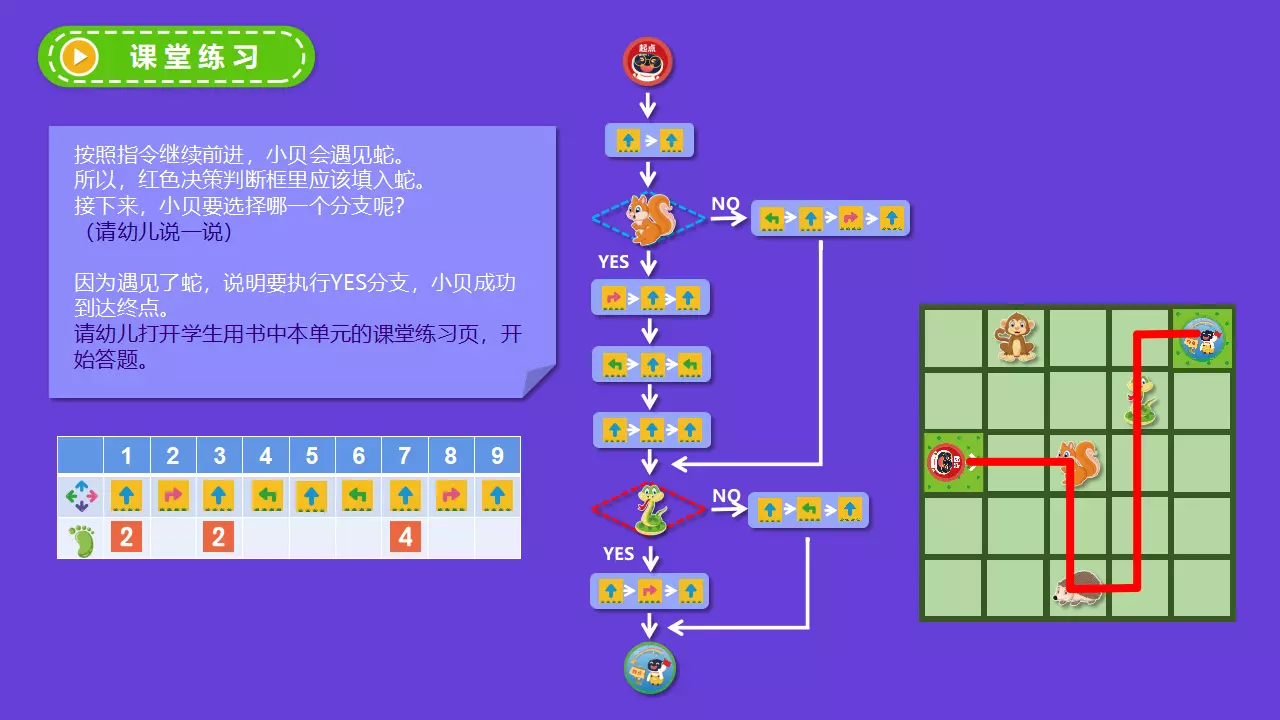 课堂练习
起点
按照指令继续前进，小贝会遇见蛇。
所以，红色决策判断框里应该填入蛇。
接下来，小贝要选择哪一个分支呢？
（请幼儿说一说）
因为遇见了蛇，说明要执行YES分支，小贝成功
到达终点。
请幼儿打开学生用书中本单元的课堂练习页，开
始答题。
NO
YES
1 2 3 4 5 6 7 8 9
2 2 4
NO
YES
终点
起点